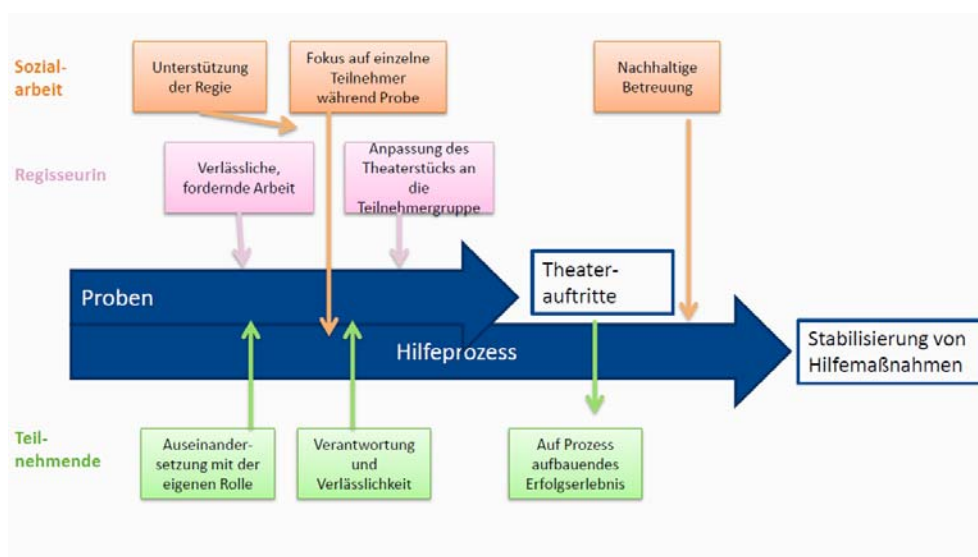 Sozial-
arbeit
Unterstützung
der Regie
Fokus auf einzelne
Teilnehmer
während Probe
Nachhaltige
Betreuung
Regisseurin
Verlässliche,
fordernde Arbeit
Anpassung des
Theaterstücks an
die
Teilnehmergruppe
Proben
Theater-
auftritte
Hilfeprozess
Stabilisierung von
Hilfemaßnahmen
Teil-
nehmende
Auseinander-
setzung mit der
eigenen Rolle
Verantwortung
und
Verlässlichkeit
Auf Prozess
aufbauendes
Erfolgserlebnis